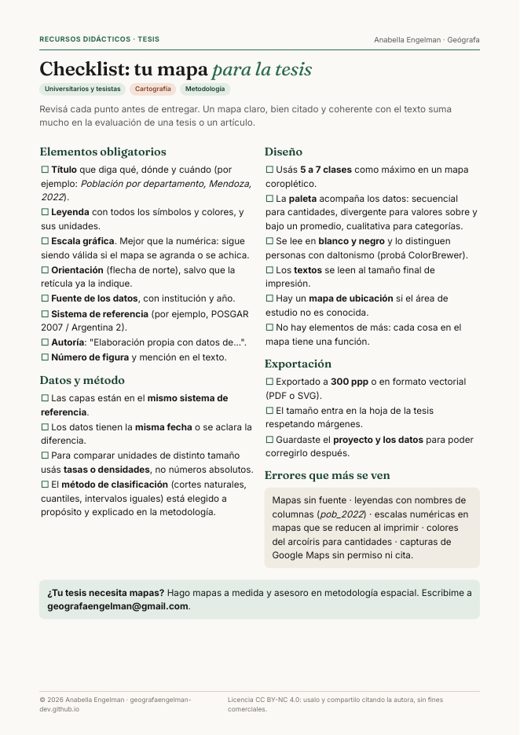 RECURSOS DIDÁCTICOS · TESIS
Anabella Engelman · Geógrafa
Checklist: tu mapa para la tesis
Universitarios y tesistas
Cartografía
Metodología
Revisá cada punto antes de entregar. Un mapa claro, bien citado y coherente con el texto suma
mucho en la evaluación de una tesis o un artículo.
Elementos obligatorios
☐ Título que diga qué, dónde y cuándo (por
ejemplo: Población por departamento, Mendoza,
2022).
☐ Leyenda con todos los símbolos y colores, y
sus unidades.
☐ Escala gráfica. Mejor que la numérica: sigue
siendo válida si el mapa se agranda o se achica.
☐ Orientación (flecha de norte), salvo que la
retícula ya la indique.
☐ Fuente de los datos, con institución y año.
☐ Sistema de referencia (por ejemplo, POSGAR
2007 / Argentina 2).
☐ Autoría: "Elaboración propia con datos de...".
☐ Número de figura y mención en el texto.
Datos y método
☐ Las capas están en el mismo sistema de
referencia.
☐ Los datos tienen la misma fecha o se aclara la
diferencia.
☐ Para comparar unidades de distinto tamaño
usás tasas o densidades, no números absolutos.
☐ El método de clasificación (cortes naturales,
cuantiles, intervalos iguales) está elegido a
propósito y explicado en la metodología.
Diseño
☐ Usás 5 a 7 clases como máximo en un mapa
coroplético.
☐ La paleta acompaña los datos: secuencial
para cantidades, divergente para valores sobre y
bajo un promedio, cualitativa para categorías.
☐ Se lee en blanco y negro y lo distinguen
personas con daltonismo (probá ColorBrewer).
☐ Los textos se leen al tamaño final de
impresión.
☐ Hay un mapa de ubicación si el área de
estudio no es conocida.
☐ No hay elementos de más: cada cosa en el
mapa tiene una función.
Exportación
☐ Exportado a 300 ppp o en formato vectorial
(PDF o SVG).
☐ El tamaño entra en la hoja de la tesis
respetando márgenes.
☐ Guardaste el proyecto y los datos para poder
corregirlo después.
Errores que más se ven
Mapas sin fuente · leyendas con nombres de
columnas (pob_2022) · escalas numéricas en
mapas que se reducen al imprimir · colores
del arcoíris para cantidades · capturas de
Google Maps sin permiso ni cita.
¿Tu tesis necesita mapas? Hago mapas a medida y asesoro en metodología espacial. Escribime a
geografaengelman@gmail.com.
© 2026 Anabella Engelman · geografaengelman-
dev.github.io
Licencia CC BY-NC 4.0: usalo y compartilo citando la autora, sin fines
comerciales.